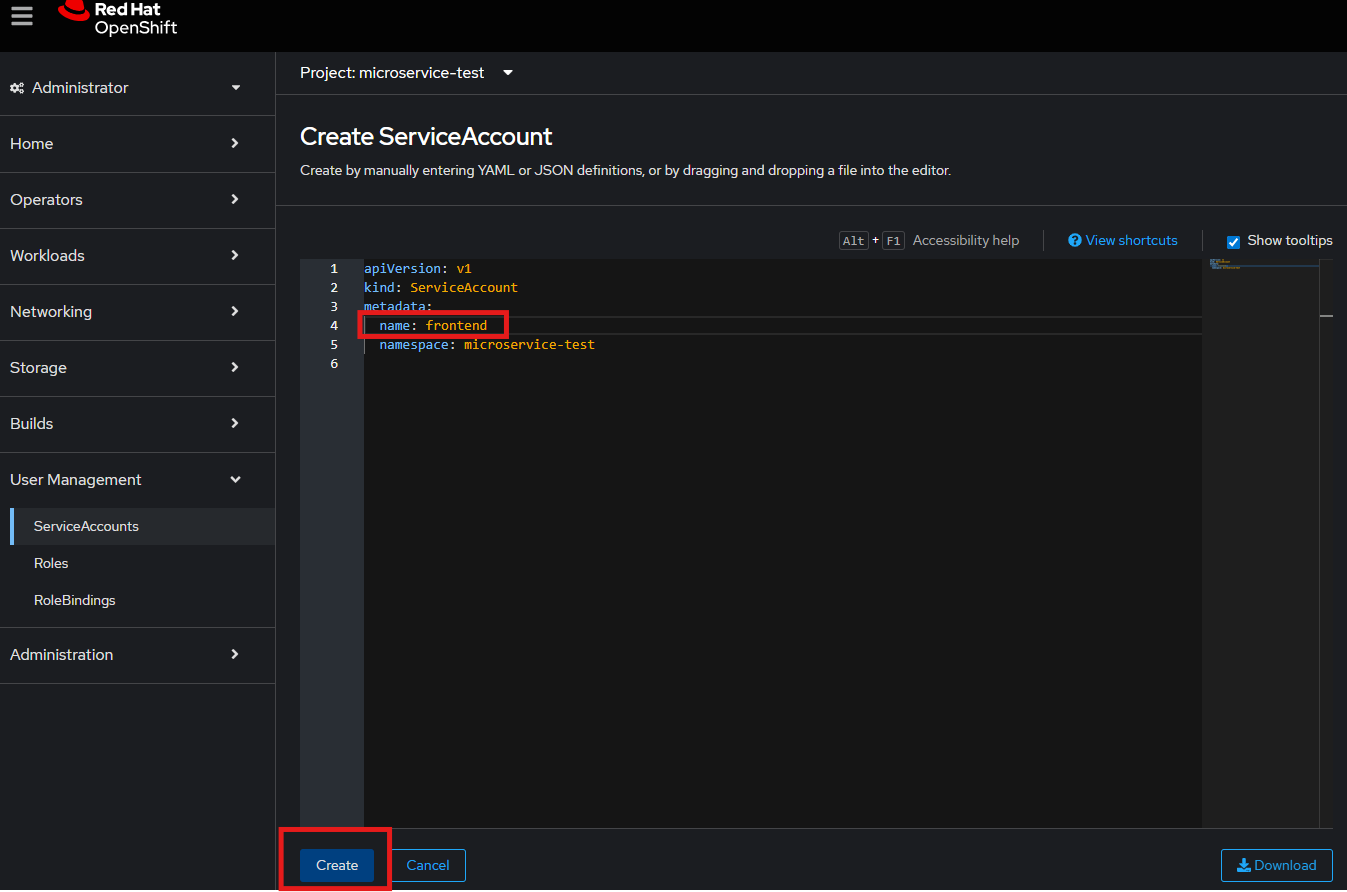 Red Hat
OpenShift
Administrator
Home
Operators
Workloads
Networking
Storage
Builds
User Management
ServiceAccounts
Roles
RoleBindings
Administration
Project: microservice-test
Create ServiceAccount
Create by manually entering YAML or JSON definitions, or by dragging and dropping a file into the editor.
Alt + F1 Accessibility help View shortcuts Show tooltips
1 apiVersion: v1
2 kind: ServiceAccount
3 metadata:
4 name: frontend
5 namespace: microservice-test
6
Create Cancel Download